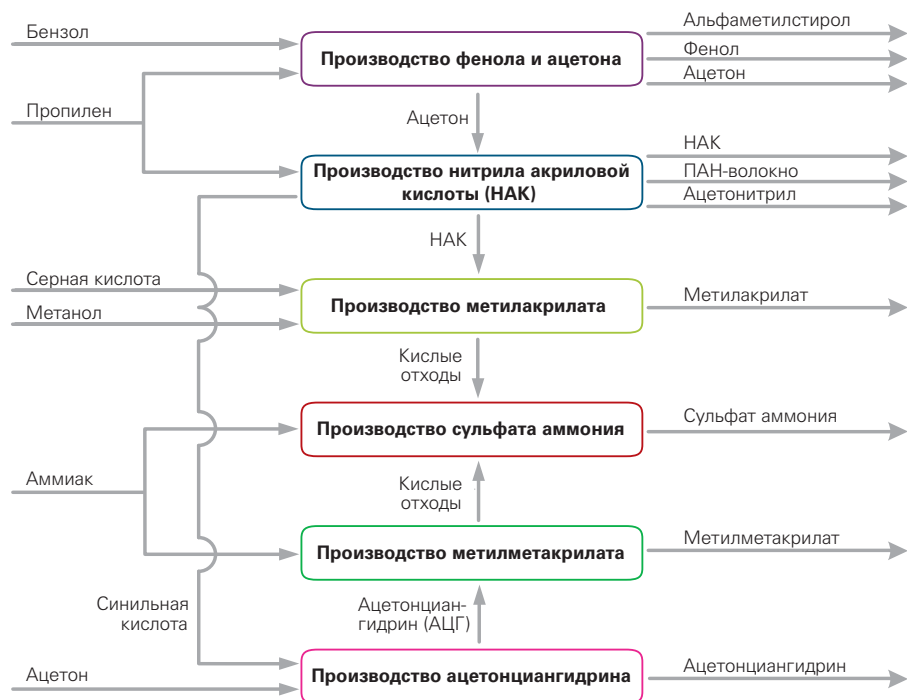 Бензол
Альфаметилстирол
Производство фенола и ацетона
Фенол
Ацетон
Пропилен
Ацетон
НАК
Производство нитрила акриловой
кислоты (НАК)
ПАН-волокно
Ацетонитрил
НАК
Серная кислота
Метанол
Производство метилакрилата
Метилакрилат
Кислые
отходы
Производство сульфата аммония
Сульфат аммония
Аммиак
Кислые
отходы
Производство метилметакрилата
Метилметакрилат
Синильная
кислота
Ацетонциан-
гидрин (АЦГ)
Ацетон
Производство ацетонциангидрина
Ацетонциангидрин